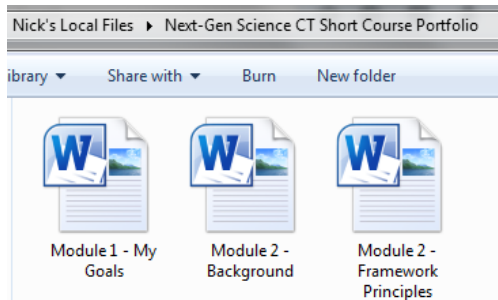 Nick's Local Files ▸ Next-Gen Science CT Short Course Portfolio
ibrary ▾ Share with ▾ Burn New folder
W W W
Module 1 - My Goals
Module 2 - Background
Module 2 - Framework Principles